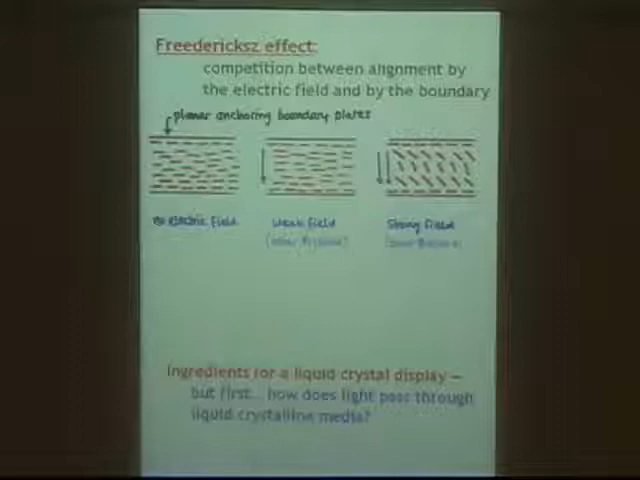 Freedericksz effect:
competition between alignment by
the electric field and by the boundary
planar anchoring boundary plates
no electric field
weak field
strong field
Ingredients for a liquid crystal display –
but first... how does light pass through
liquid crystalline media?